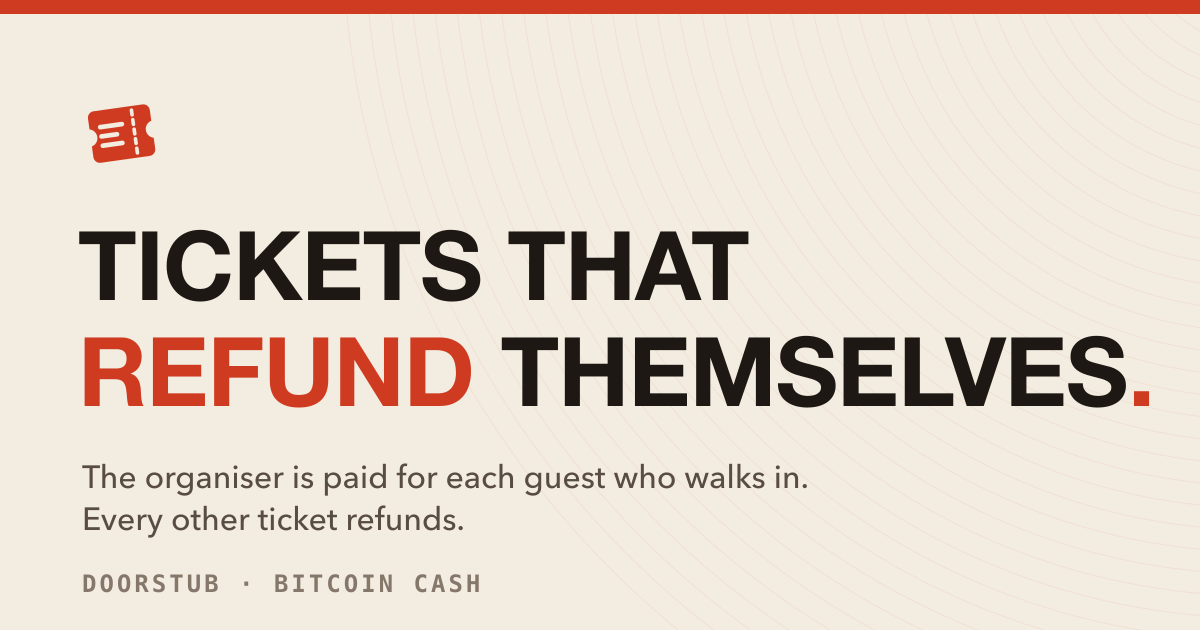 TICKETS THAT
REFUND THEMSELVES.
The organiser is paid for each guest who walks in.
Every other ticket refunds.
DOORSTUB · BITCOIN CASH